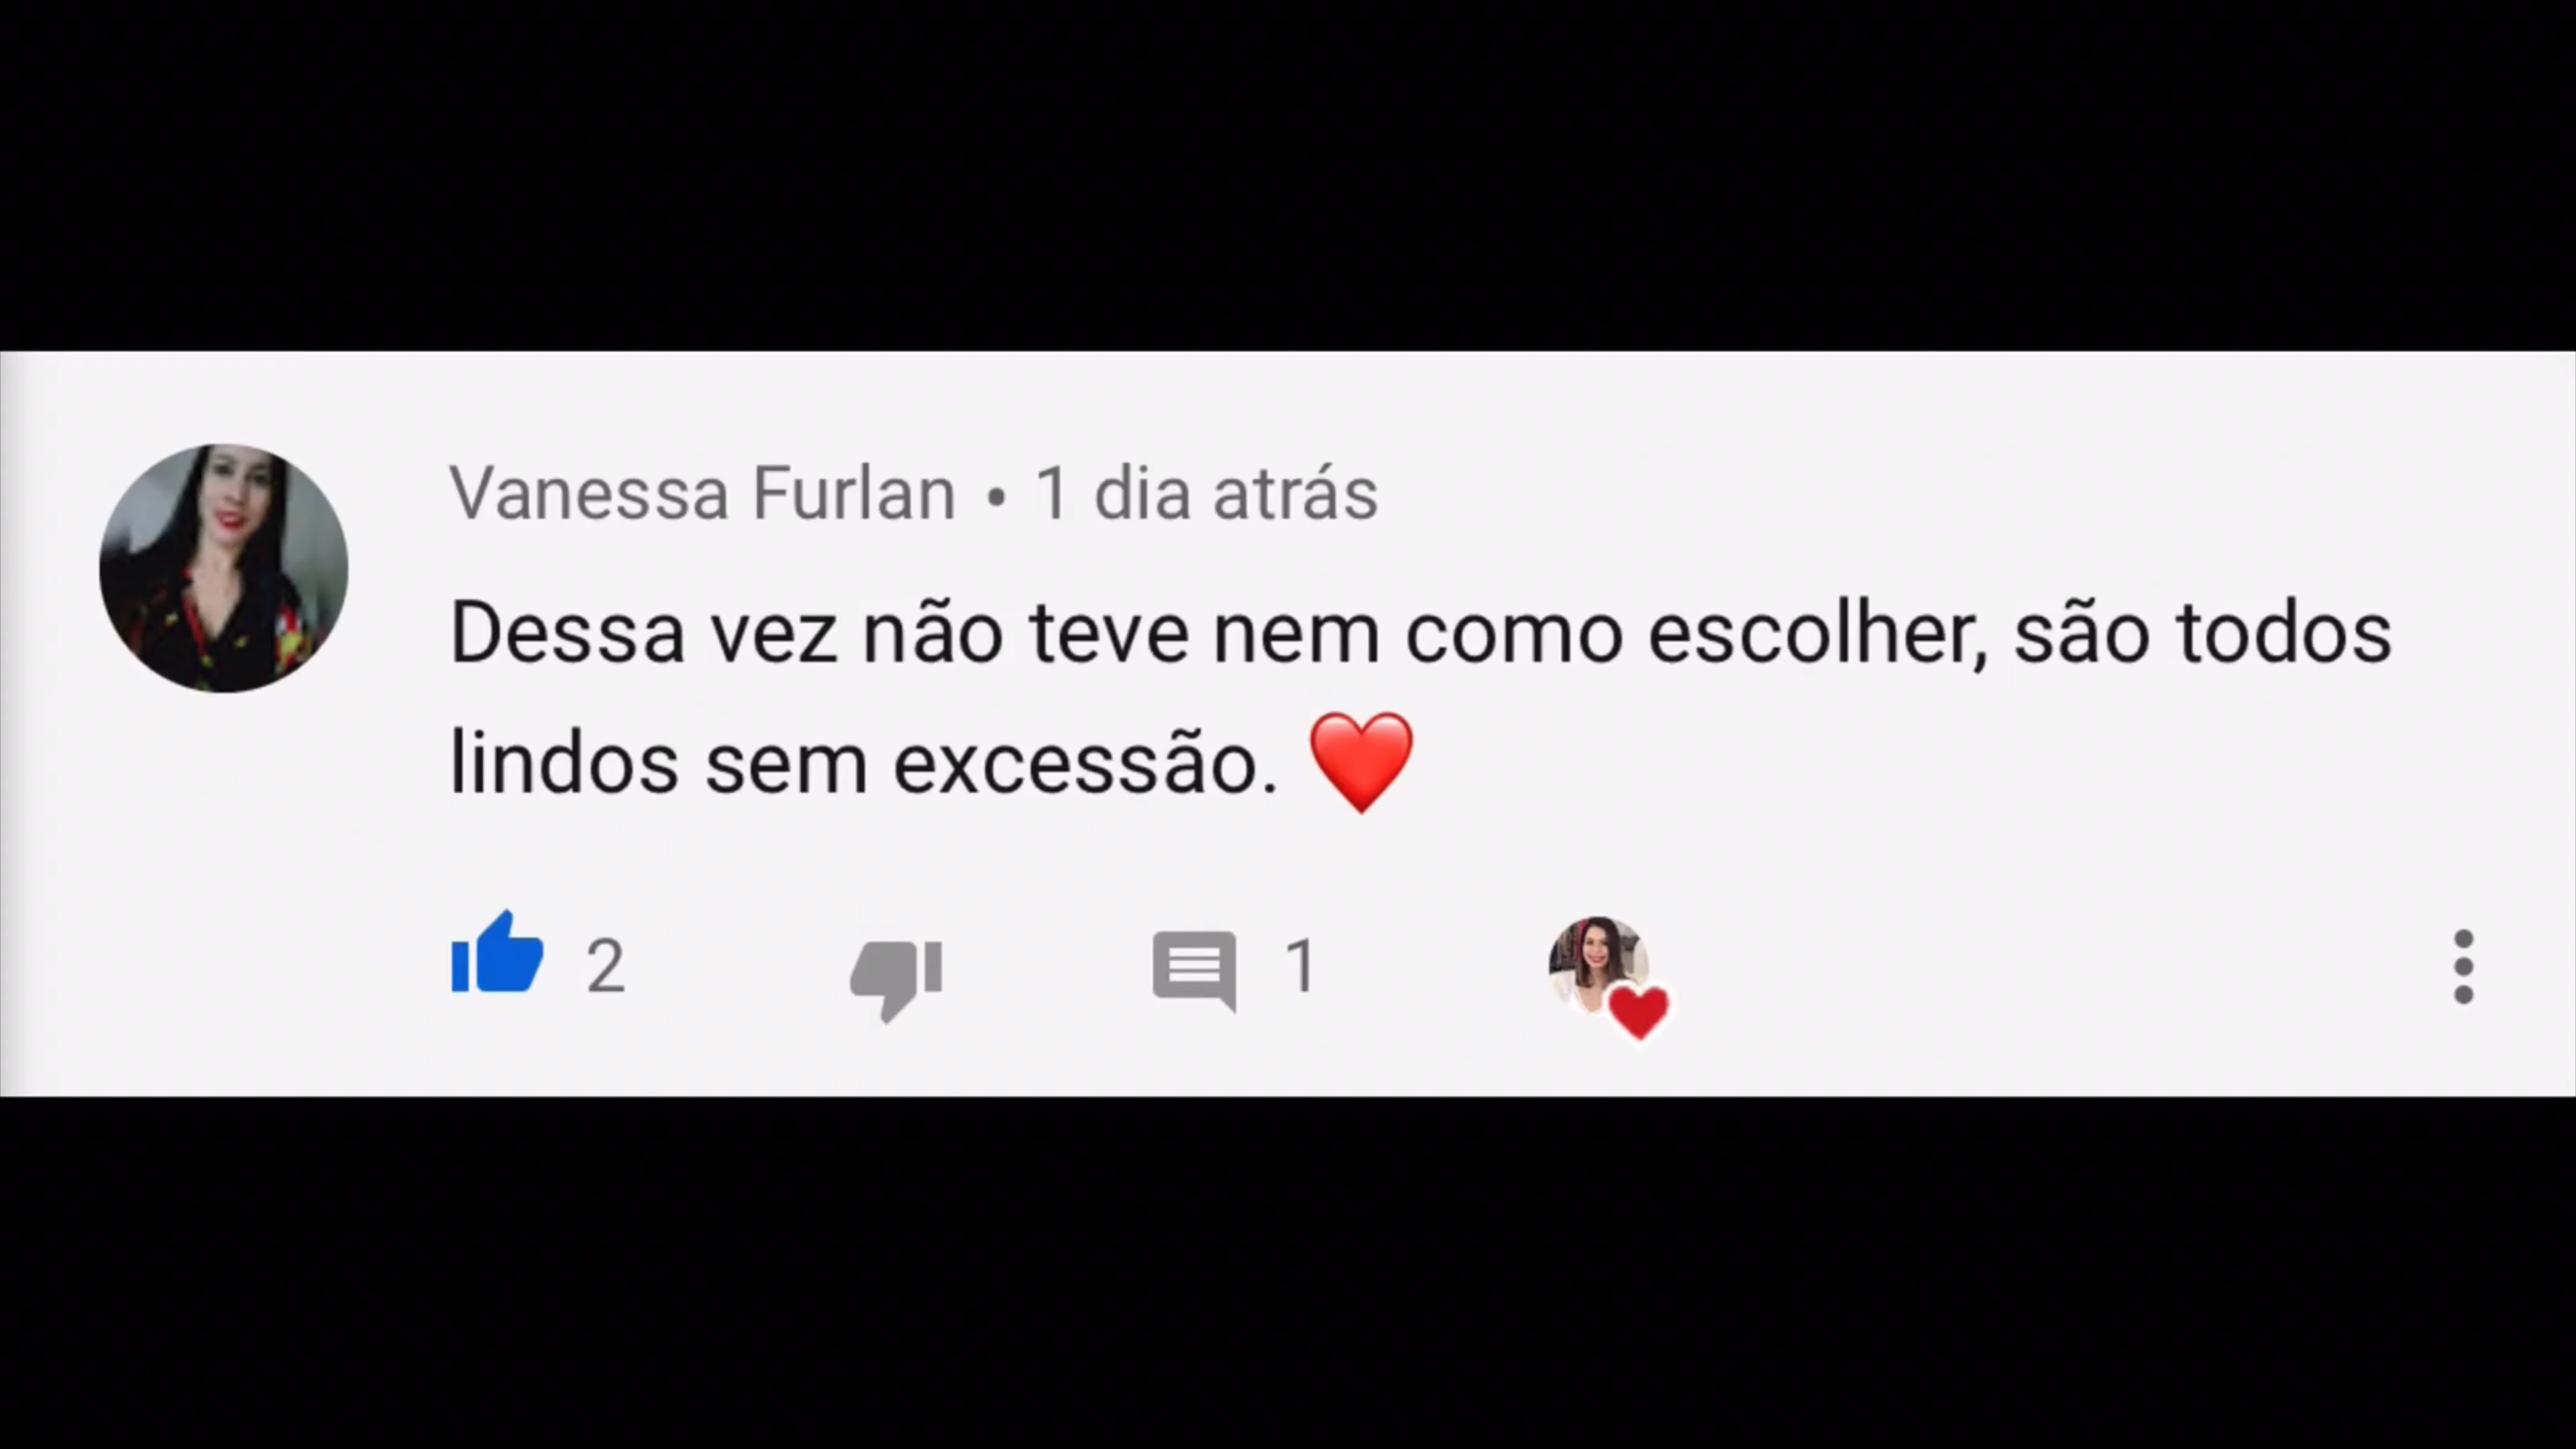 Vanessa Furlan • 1 dia atrás
Dessa vez não teve nem como escolher, são todos
lindos sem excessão. ❤️
2 1